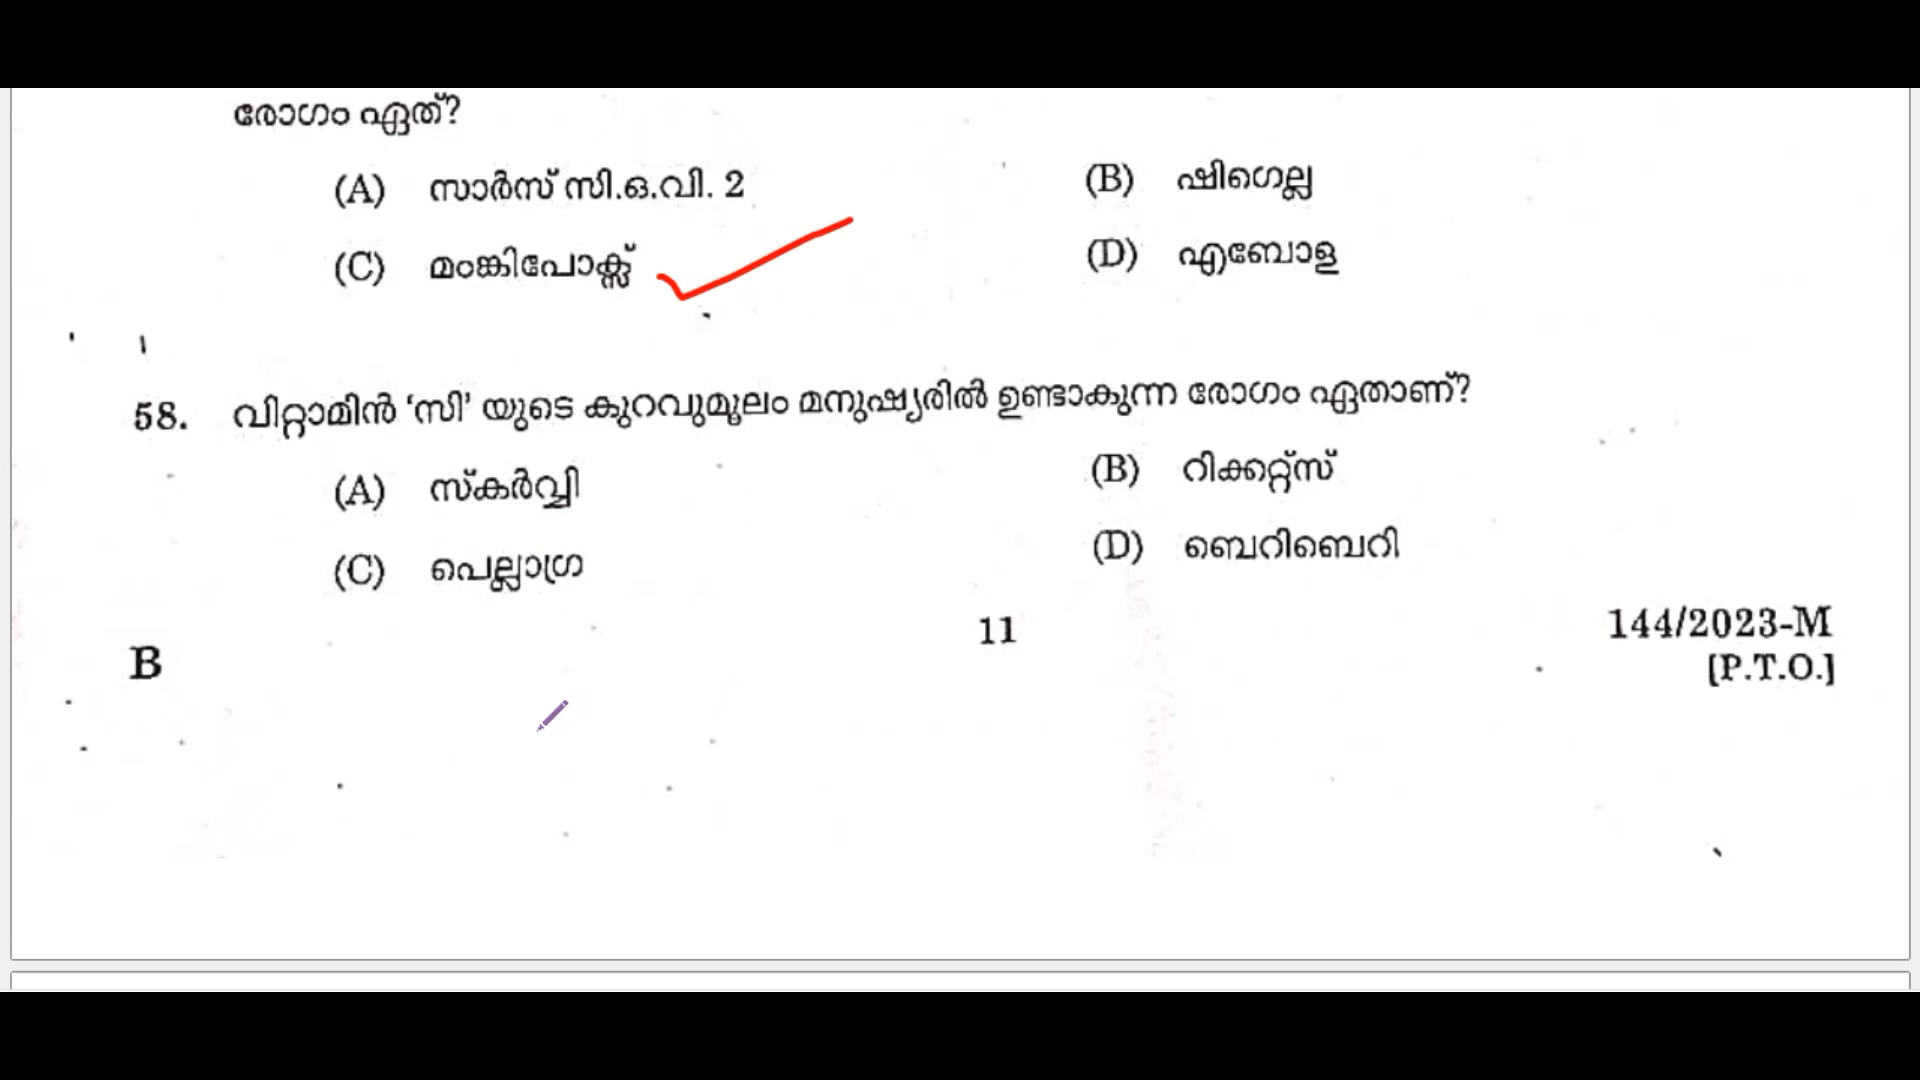 രോഗം ഏത്?
(A) സാർസ് സി.ഒ.വി. 2 (B) ഷിഗെല്ല
(C) മംങ്കിപോക്സ് (D) എബോള
58. വിറ്റാമിൻ ‘സി’ യുടെ കുറവുമൂലം മനുഷ്യരിൽ ഉണ്ടാകുന്ന രോഗം ഏതാണ്?
(A) സ്കർവ്വി (B) റിക്കറ്റ്സ്
(C) പെല്ലാഗ്ര (D) ബെറിബെറി
11 144/2023-M
B [P.T.O.]